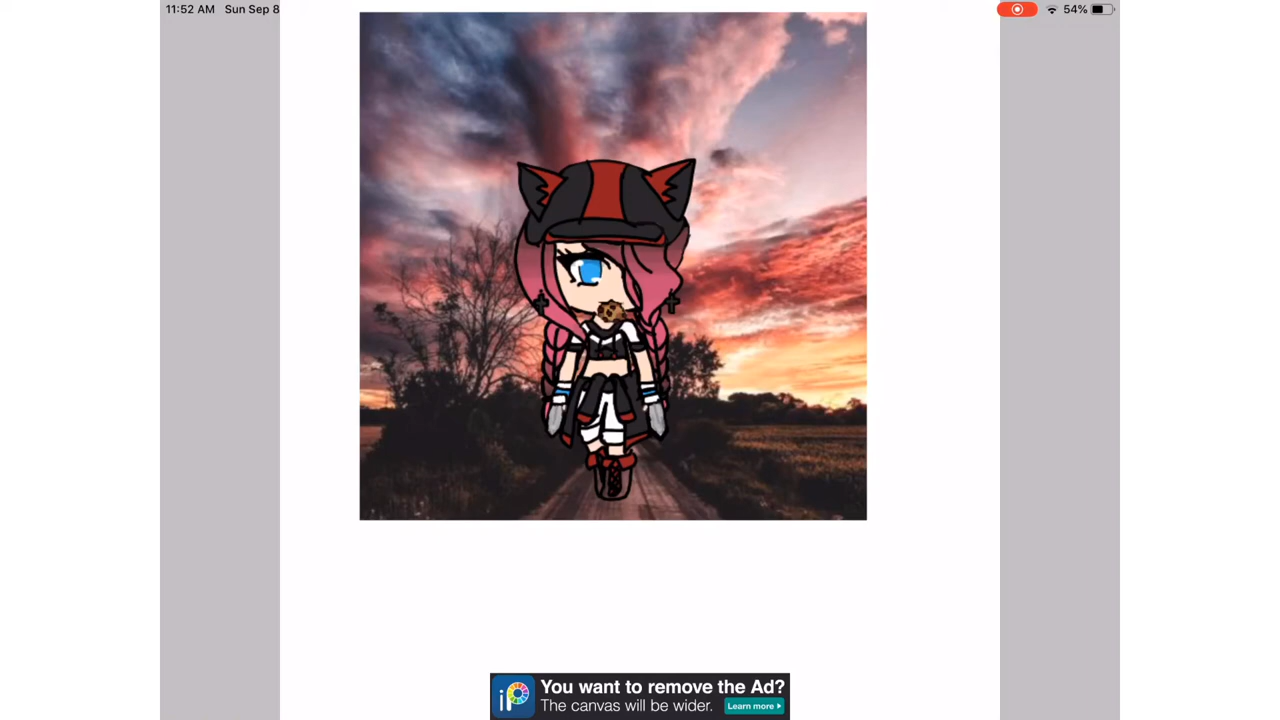 11:52 AM Sun Sep 8
54%
iP
You want to remove the Ad?
The canvas will be wider.
Learn more